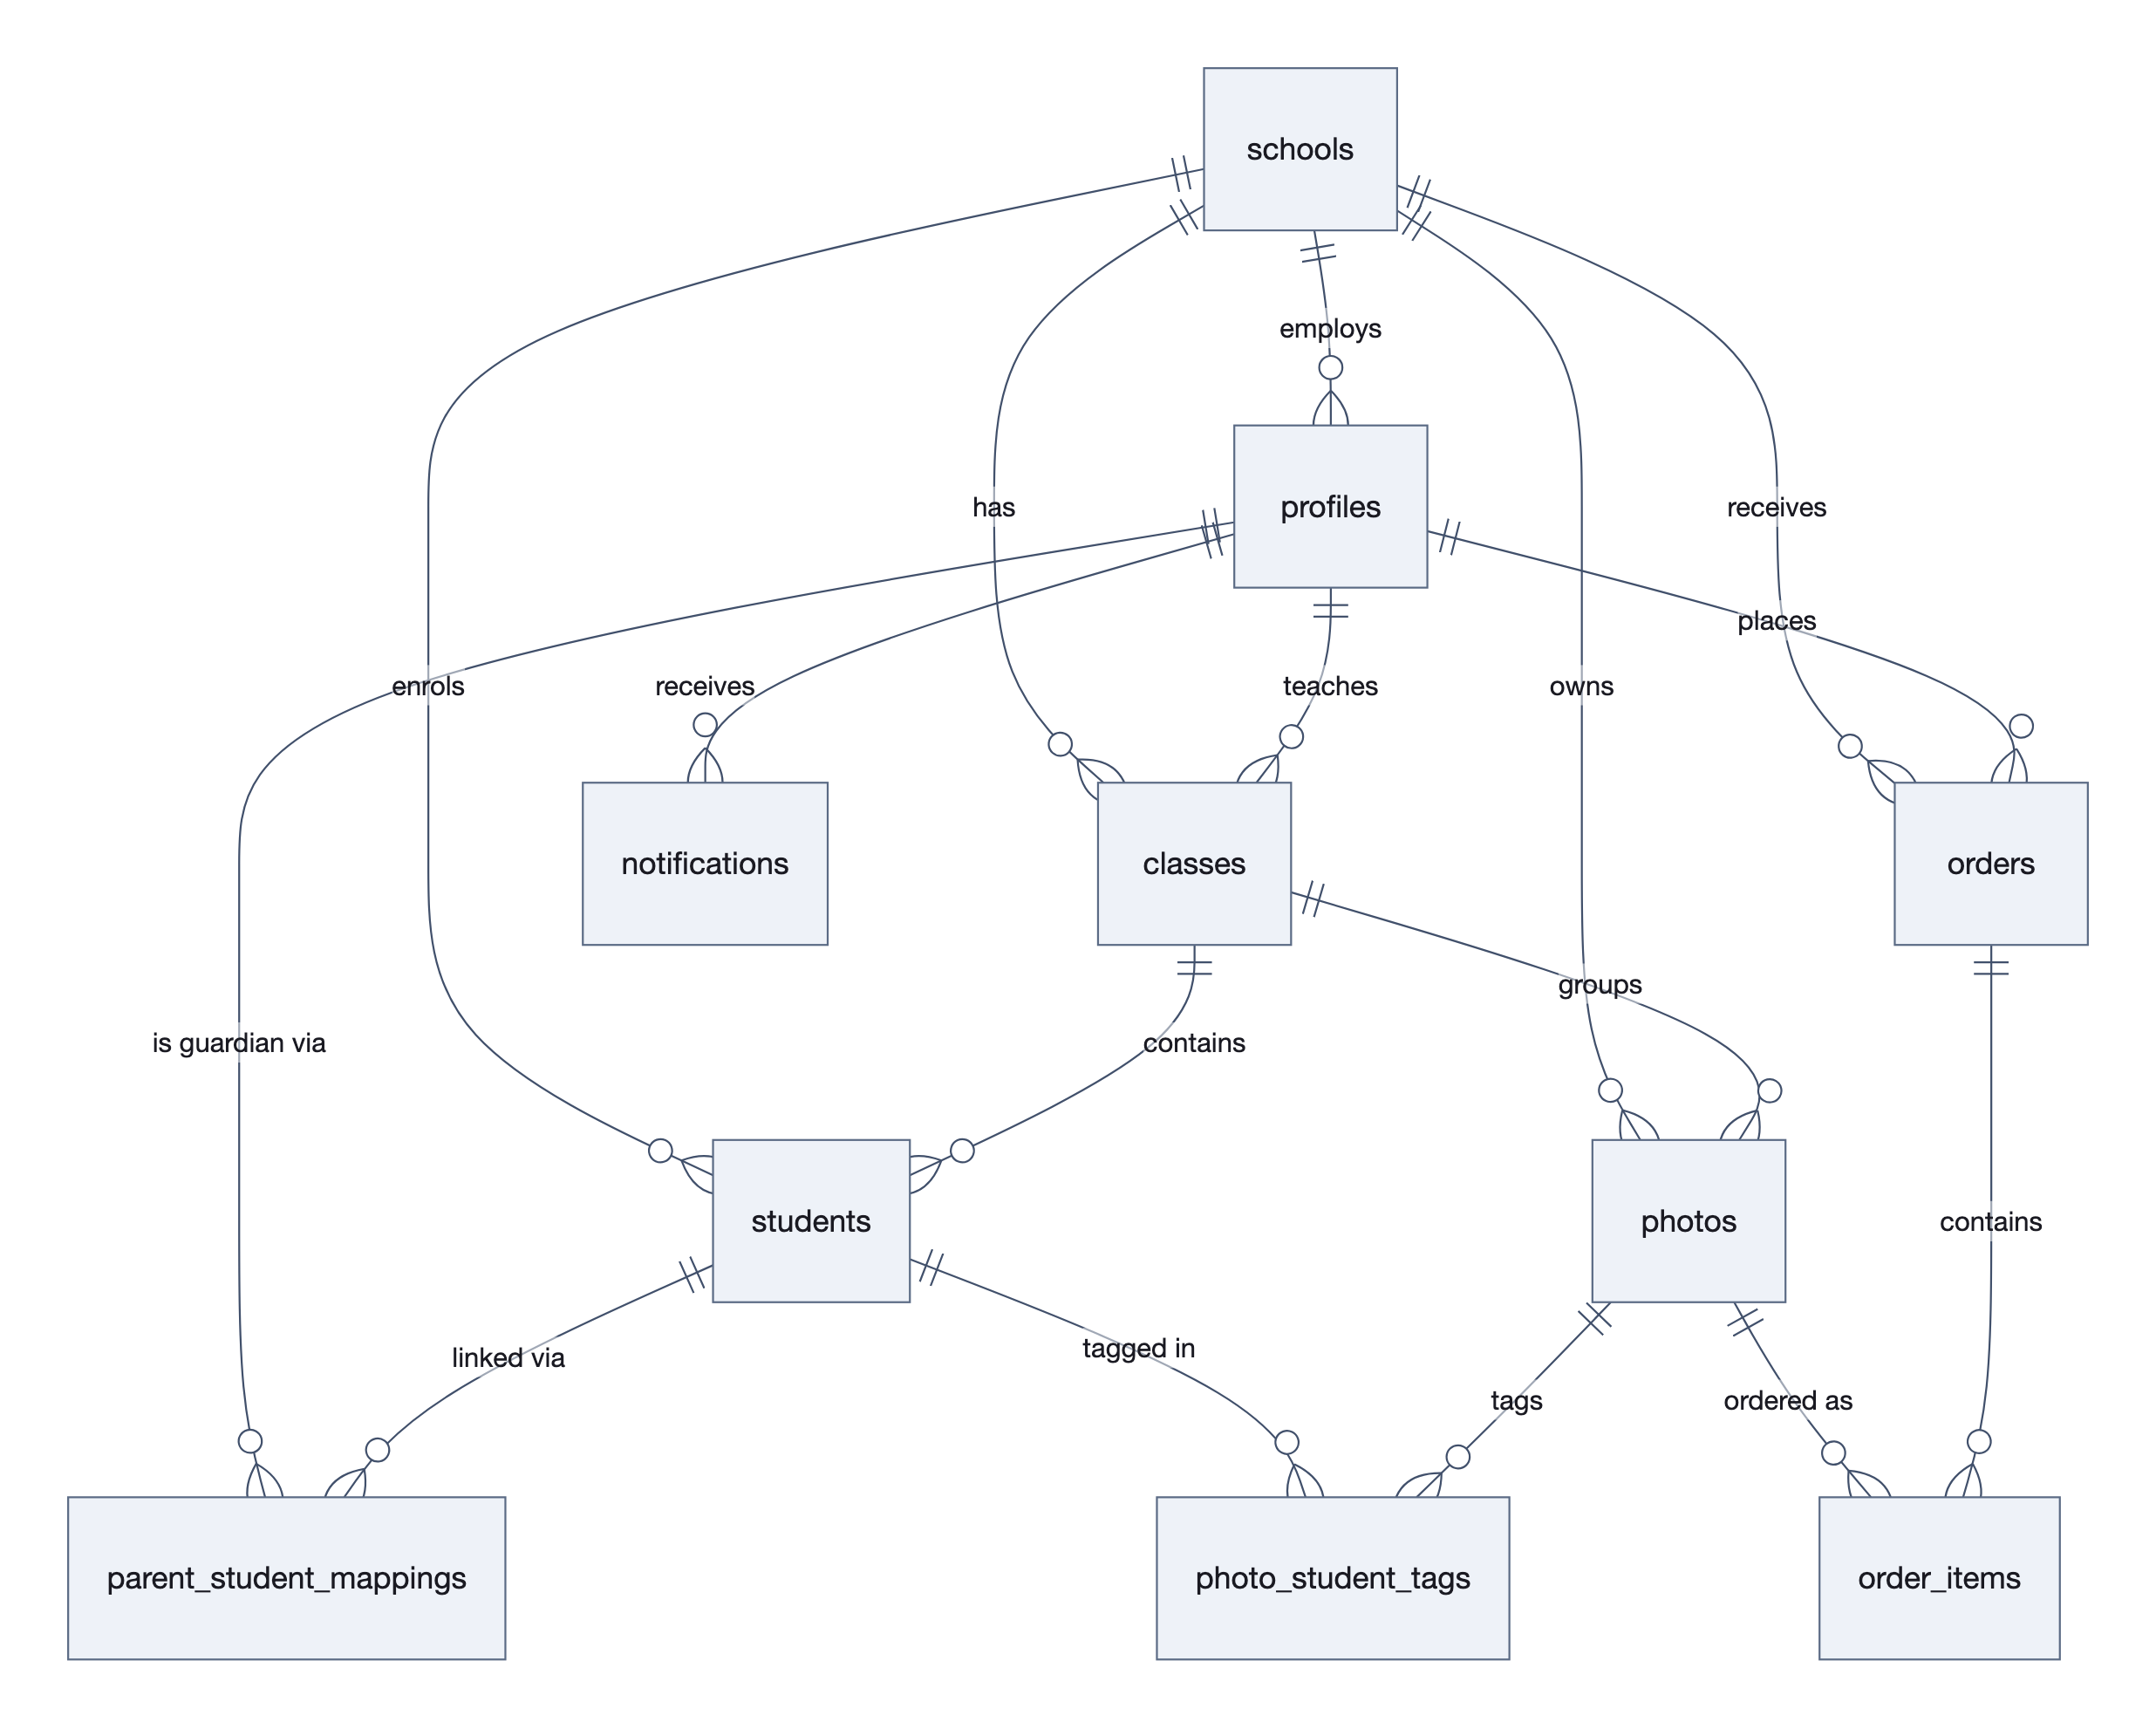 schools
employs
has
profiles
receives
places
enrols
receives
teaches
owns
notifications
classes
orders
groups
is guardian via
contains
students
photos
contains
linked via
tagged in
tags
ordered as
parent_student_mappings
photo_student_tags
order_items